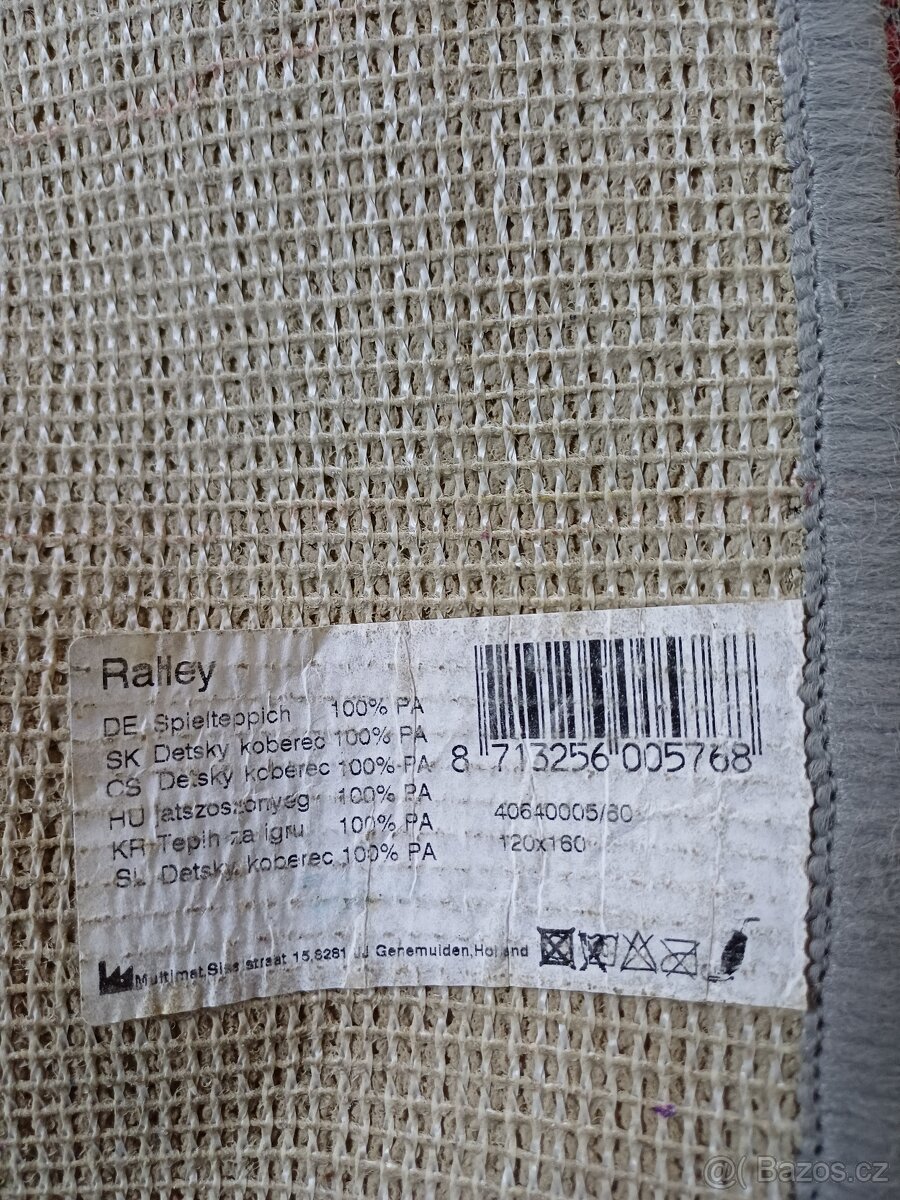 Ralley
DE Spielteppich 100% PA
SK Detsky koberec 100% PA
CS Detsky koberec 100% PA
HU jatszoszonyeg 100% PA
KR Tepih za igru 100% PA
SL Detsky koberec 100% PA
8 713256 005768
40640005/60
120x160
Multimat, straat 15,8281 JJ Genemuiden,Holland
@( Bazos.cz